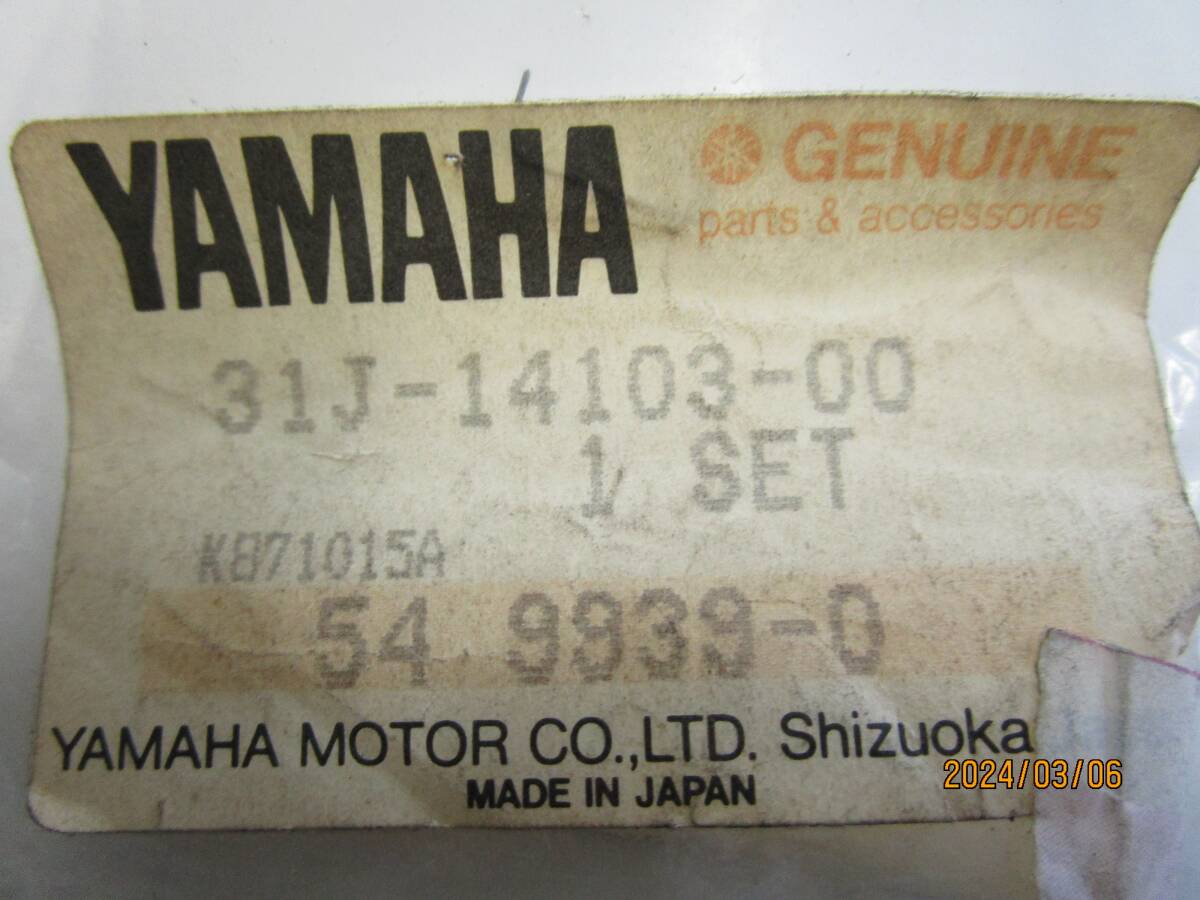 YAMAHA
GENUINE
parts & accessories
31J-14103-00
1 SET
K871015A
54 9939-0
YAMAHA MOTOR CO.,LTD. Shizuoka
MADE IN JAPAN
2024/03/06